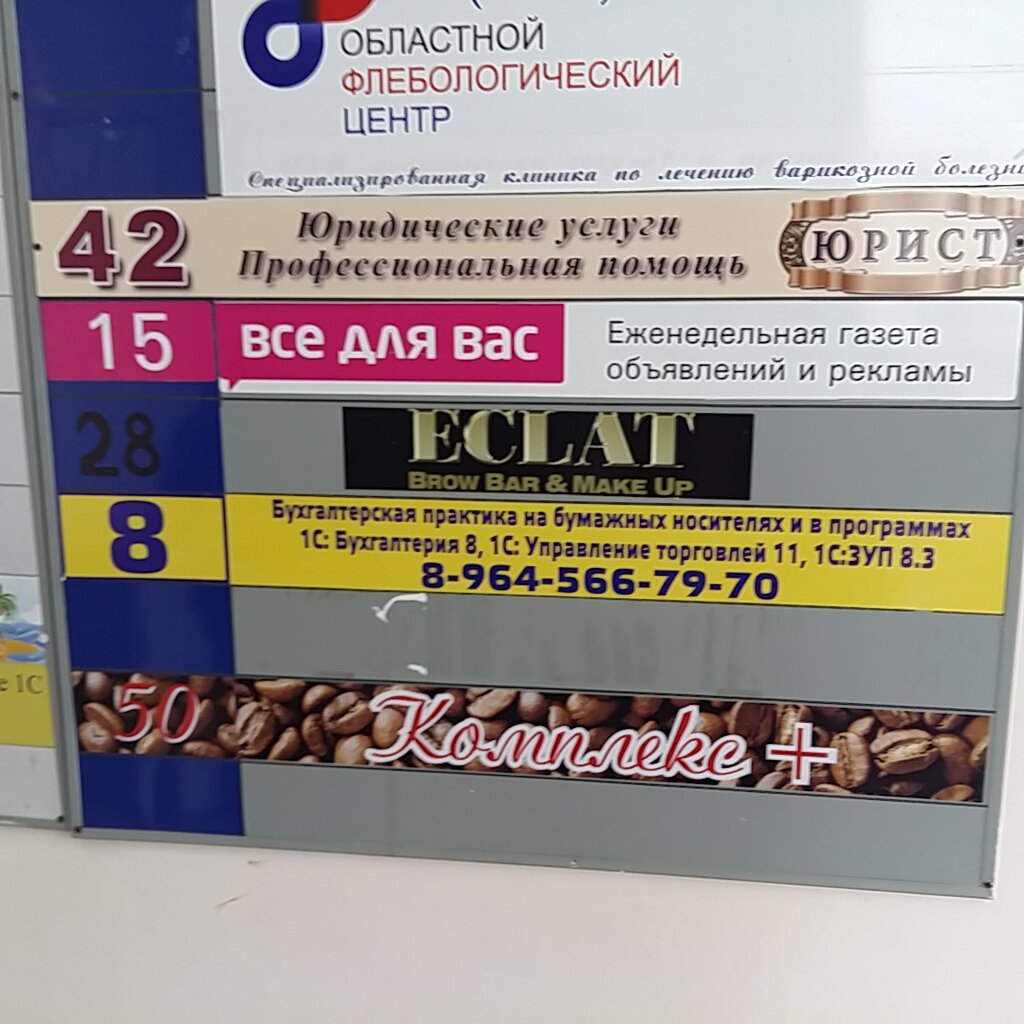 ОБЛАСТНОЙ
ФЛЕБОЛОГИЧЕСКИЙ
ЦЕНТР
Специализированная клиника по лечению варикозной
42
Юридические услуги
Профессиональная помощь
ЮРИСТ
15
все для вас
Еженедельная газета
объявлений и рекламы
28
ECLAT
BROW BAR & MAKE UP
8
Бухгалтерская практика на бумажных носителях и в программах
1С: Бухгалтерия 8, 1С: Управление торговлей 11, 1С:ЗУП 8.3
8-964-566-79-70
е 1С
50
Комплекс +